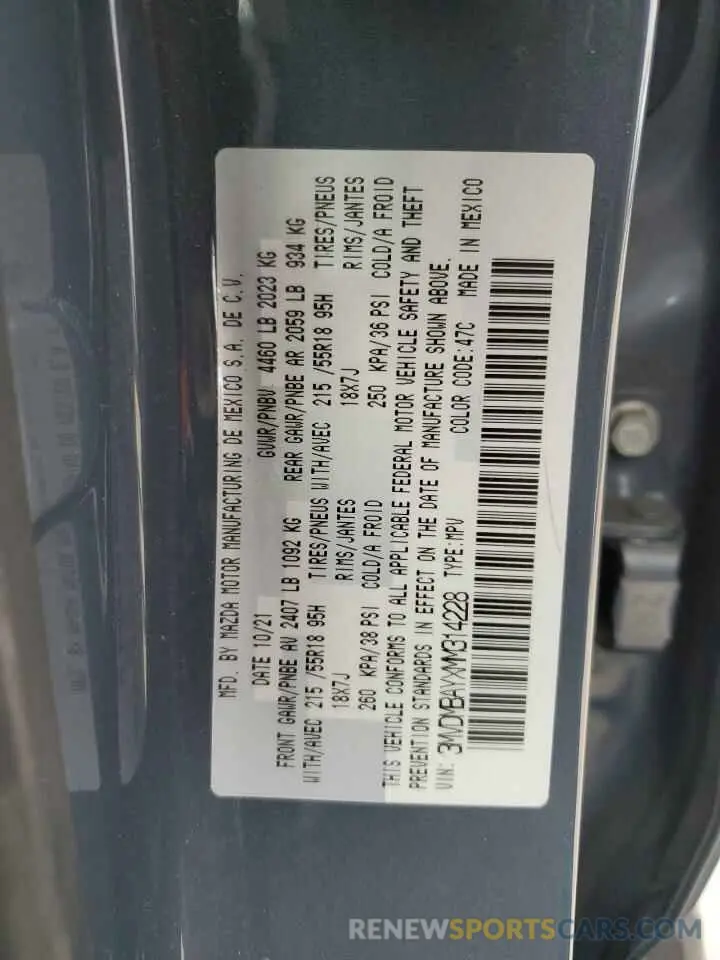 MFD. BY MAZDA MOTOR MANUFACTURING DE MEXICO S.A. DE C.V.
DATE 10/21 GVWR/PNBV 4460 LB 2023 KG
FRONT GAWR/PNBE AV 2407 LB 1092 KG REAR GAWR/PNBE AR 2059 LB 934 KG
WITH/AVEC 215 /55R18 95H TIRES/PNEUS WITH/AVEC 215 /55R18 95H TIRES/PNEUS
18X7J RIMS/JANTES 18X7J RIMS/JANTES
260 KPA/38 PSI COLD/A FROID 250 KPA/36 PSI COLD/A FROID
THIS VEHICLE CONFORMS TO ALL APPLICABLE FEDERAL MOTOR VEHICLE SAFETY AND THEFT
PREVENTION STANDARDS IN EFFECT ON THE DATE OF MANUFACTURE SHOWN ABOVE.
VIN: 3MVDMBAYXMM314228 TYPE:MPV COLOR CODE:47C MADE IN MEXICO
RENEWSPORTSCARS.COM